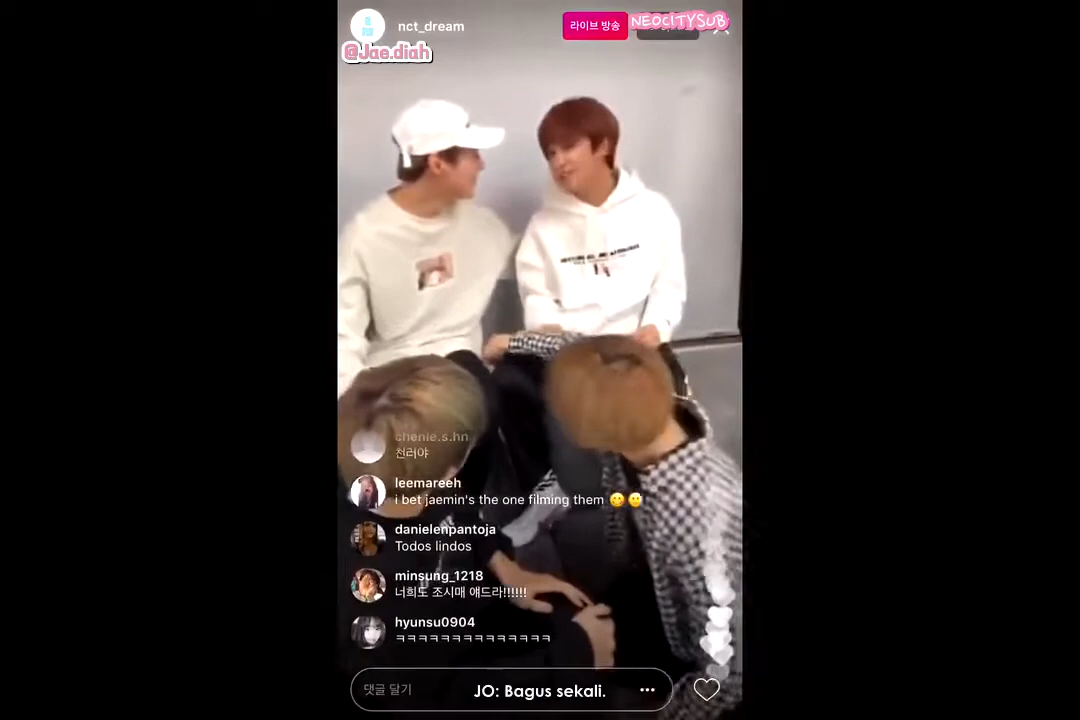 nct_dream
라이브 방송
NEOCITYSUB
@Jae.diah
chenle.s.hn
천러야
leemareeh
i bet jaemin's the one filming them 😋😅
danielenpantoja
Todos lindos
minsung_1218
너희도 조시매 얘드라!!!!!!
hyunsu0904
ㅋㅋㅋㅋㅋㅋㅋㅋㅋㅋㅋㅋㅋㅋ
댓글 달기
JO: Bagus sekali.